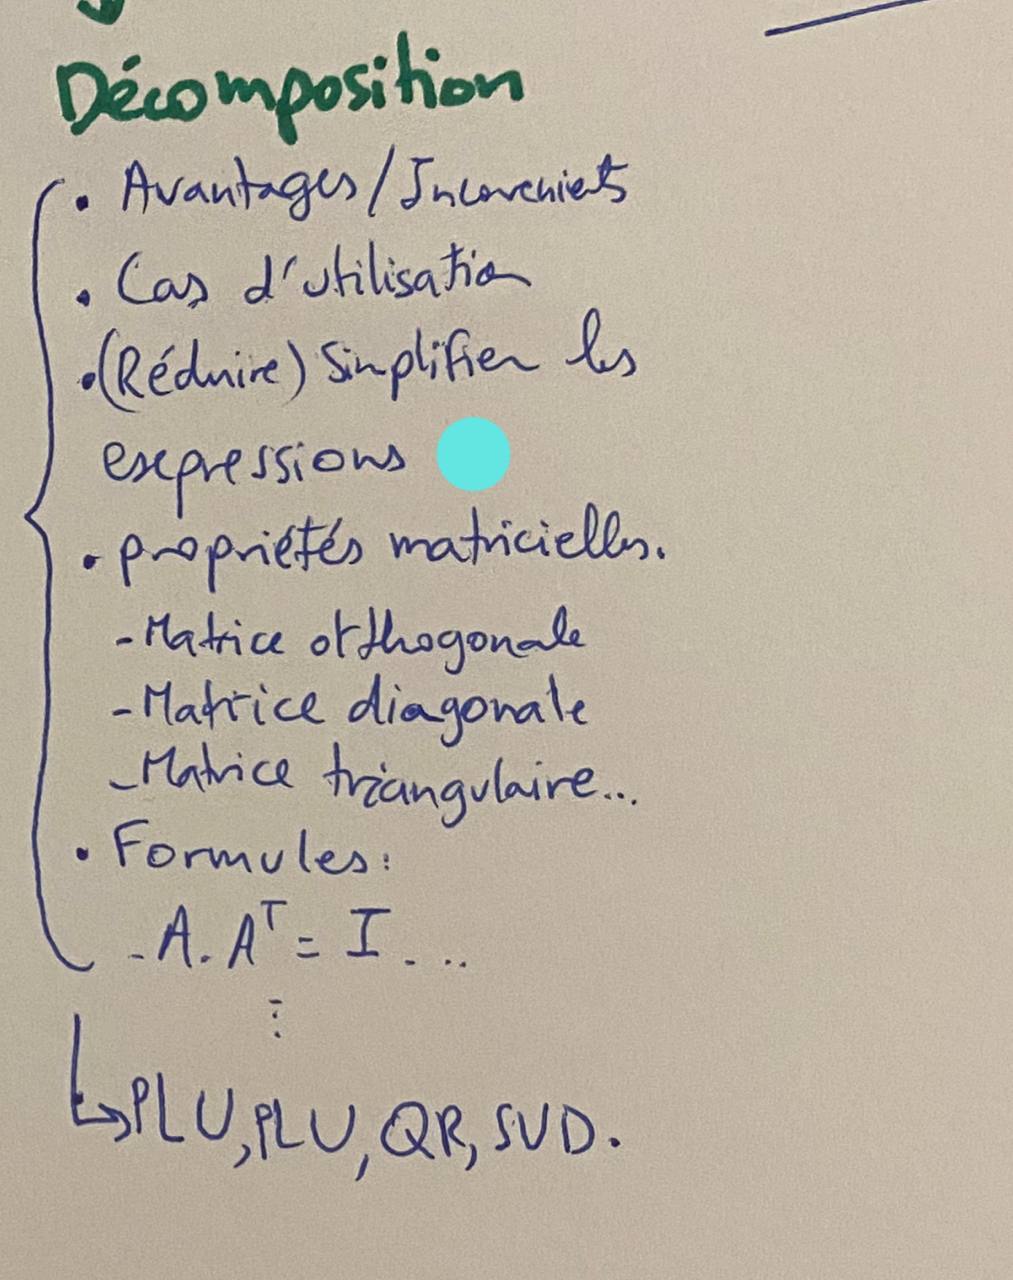 Décomposition
• Avantages/Inconvenients
• Cas d'utilisation
• (Réduire) Simplifier les
expressions
• propriétés matricielles.
- Matrice orthogonale
- Matrice diagonale
- Matrice triangulaire...
• Formules:
- A. Aᵀ = I ...
⋮
↳ PLU, PLU, QR, SVD.